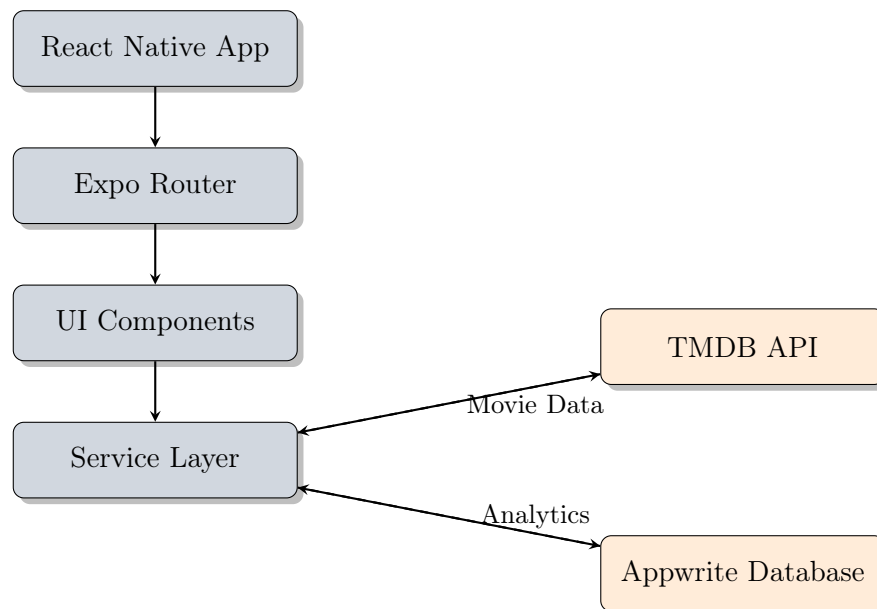 React Native App
Expo Router
UI Components
TMDB API
Movie Data
Service Layer
Analytics
Appwrite Database